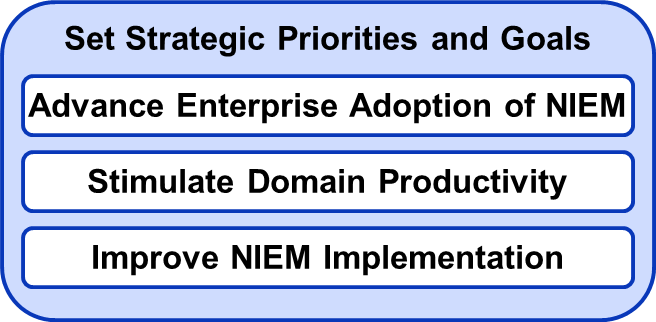 Set Strategic Priorities and Goals
Advance Enterprise Adoption of NIEM
Stimulate Domain Productivity
Improve NIEM Implementation